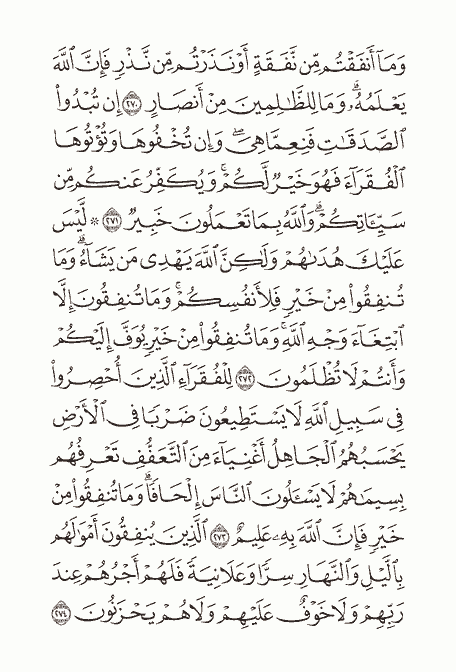 وَمَآ أَنفَقْتُم مِّن نَّفَقَةٍ أَوْ نَذَرْتُم مِّن نَّذْرٍ فَإِنَّ ٱللَّهَ
يَعْلَمُهُۥ ۗ وَمَا لِلظَّٰلِمِينَ مِنْ أَنصَارٍ ٢٧٠ إِن تُبْدُوا۟
ٱلصَّدَقَٰتِ فَنِعِمَّا هِىَ ۖ وَإِن تُخْفُوهَا وَتُؤْتُوهَا
ٱلْفُقَرَآءَ فَهُوَ خَيْرٌ لَّكُمْ ۚ وَيُكَفِّرُ عَنكُم مِّن
سَيِّـَٔاتِكُمْ ۗ وَٱللَّهُ بِمَا تَعْمَلُونَ خَبِيرٌ ٢٧١ ۞ لَّيْسَ
عَلَيْكَ هُدَىٰهُمْ وَلَٰكِنَّ ٱللَّهَ يَهْدِى مَن يَشَآءُ ۗ وَمَا
تُنفِقُوا۟ مِنْ خَيْرٍ فَلِأَنفُسِكُمْ ۚ وَمَا تُنفِقُونَ إِلَّا
ٱبْتِغَآءَ وَجْهِ ٱللَّهِ ۚ وَمَا تُنفِقُوا۟ مِنْ خَيْرٍ يُوَفَّ إِلَيْكُمْ
وَأَنتُمْ لَا تُظْلَمُونَ ٢٧٢ لِلْفُقَرَآءِ ٱلَّذِينَ أُحْصِرُوا۟
فِى سَبِيلِ ٱللَّهِ لَا يَسْتَطِيعُونَ ضَرْبًا فِى ٱلْأَرْضِ
يَحْسَبُهُمُ ٱلْجَاهِلُ أَغْنِيَآءَ مِنَ ٱلتَّعَفُّفِ تَعْرِفُهُم
بِسِيمَٰهُمْ لَا يَسْـَٔلُونَ ٱلنَّاسَ إِلْحَافًا ۗ وَمَا تُنفِقُوا۟ مِنْ
خَيْرٍ فَإِنَّ ٱللَّهَ بِهِۦ عَلِيمٌ ٢٧٣ ٱلَّذِينَ يُنفِقُونَ أَمْوَٰلَهُم
بِٱلَّيْلِ وَٱلنَّهَارِ سِرًّا وَعَلَانِيَةً فَلَهُمْ أَجْرُهُمْ عِندَ
رَبِّهِمْ وَلَا خَوْفٌ عَلَيْهِمْ وَلَا هُمْ يَحْزَنُونَ ٢٧٤